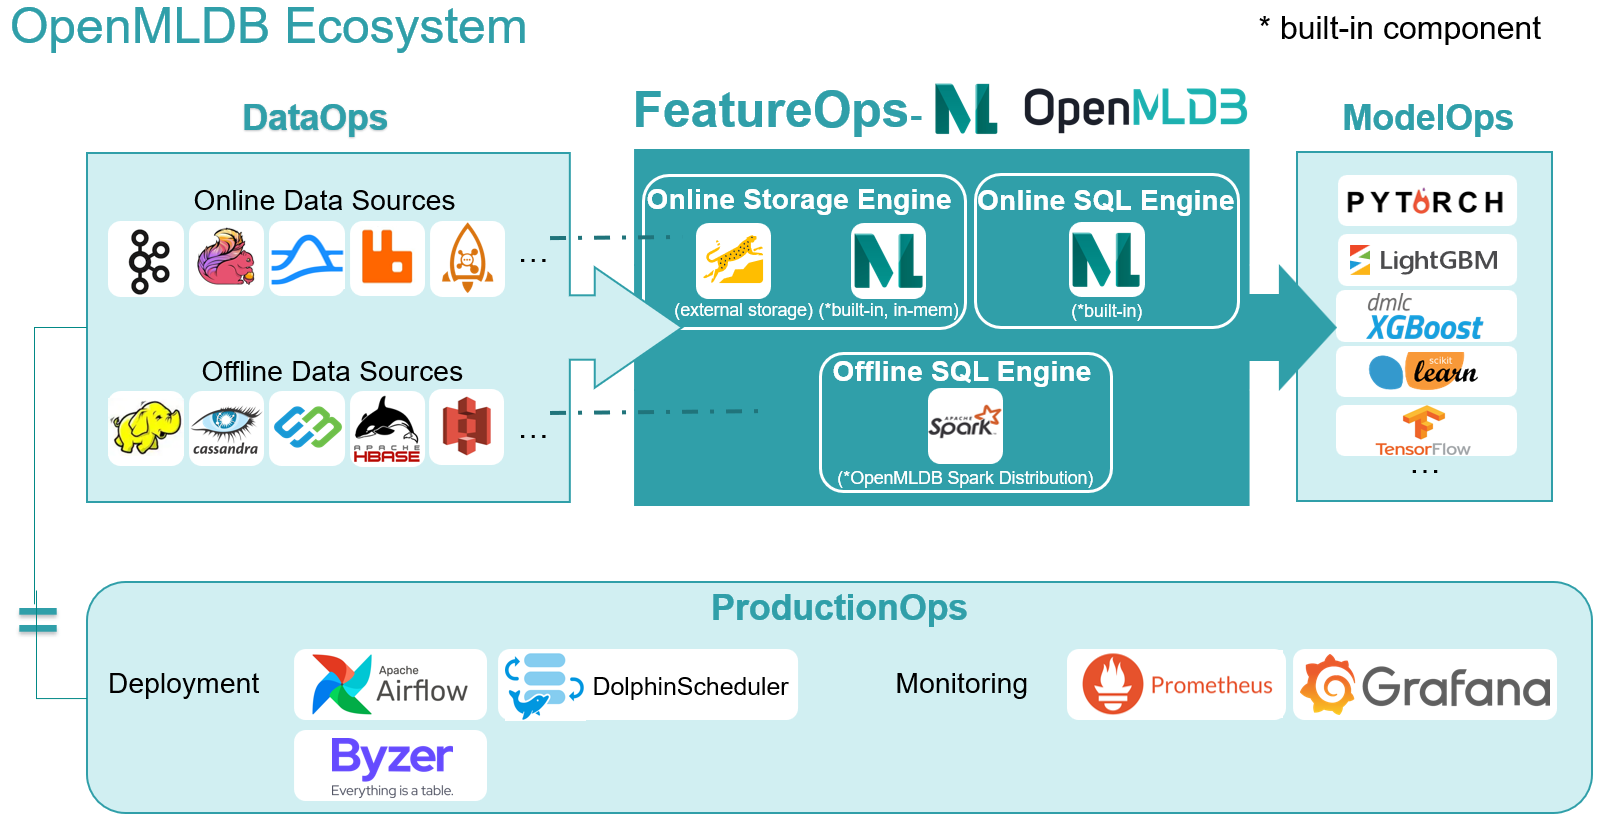 OpenMLDB Ecosystem
* built-in component
DataOps
FeatureOps-
OpenMLDB
ModelOps
Online Data Sources
...
Offline Data Sources
cassandra
APACHE
HBASE
...
Online Storage Engine
(external storage)
(*built-in, in-mem)
Online SQL Engine
(*built-in)
Offline SQL Engine
APACHE
Spark
(*OpenMLDB Spark Distribution)
PYTORCH
LightGBM
dmlc
XGBoost
scikit
learn
TensorFlow
...
ProductionOps
Deployment
Apache
Airflow
DolphinScheduler
Byzer
Everything is a table.
Monitoring
Prometheus
Grafana